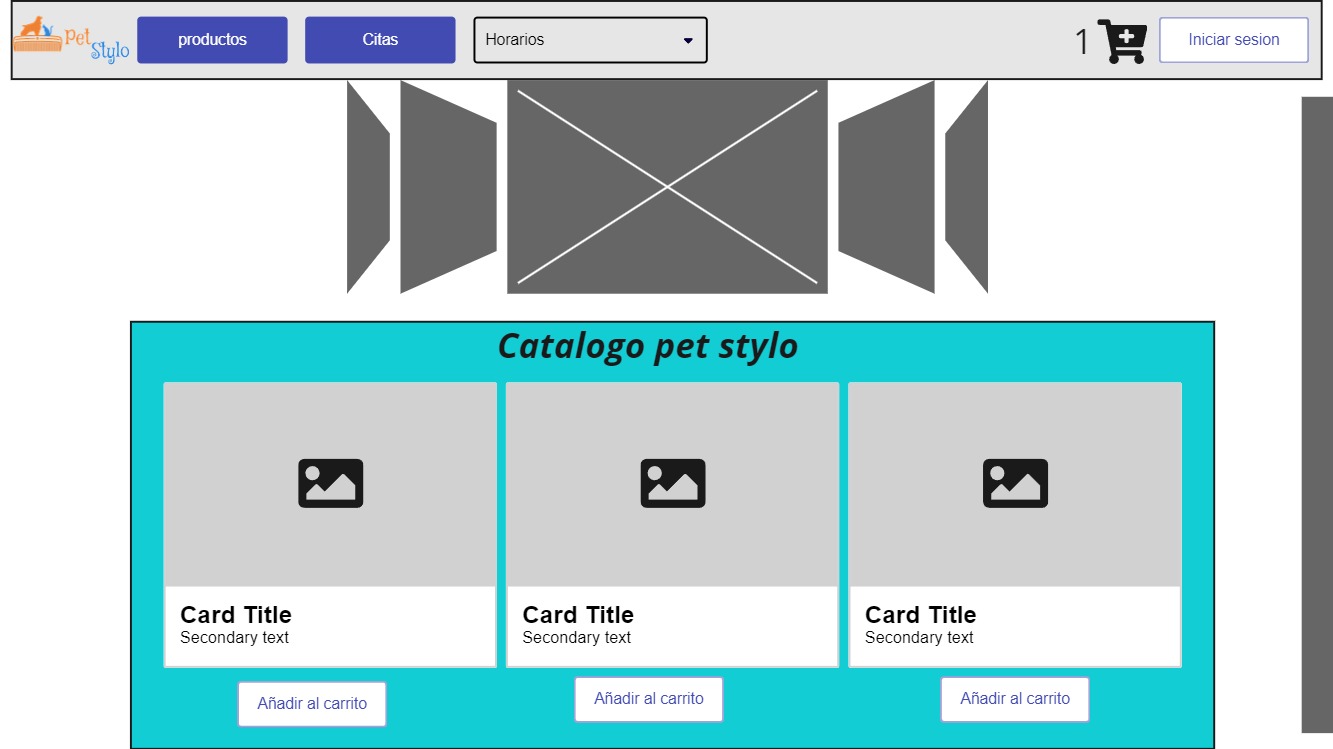 pet
Stylo
productos
Citas
Horarios
1
Iniciar sesion
Catalogo pet stylo
Card Title
Secondary text
Card Title
Secondary text
Card Title
Secondary text
Añadir al carrito
Añadir al carrito
Añadir al carrito